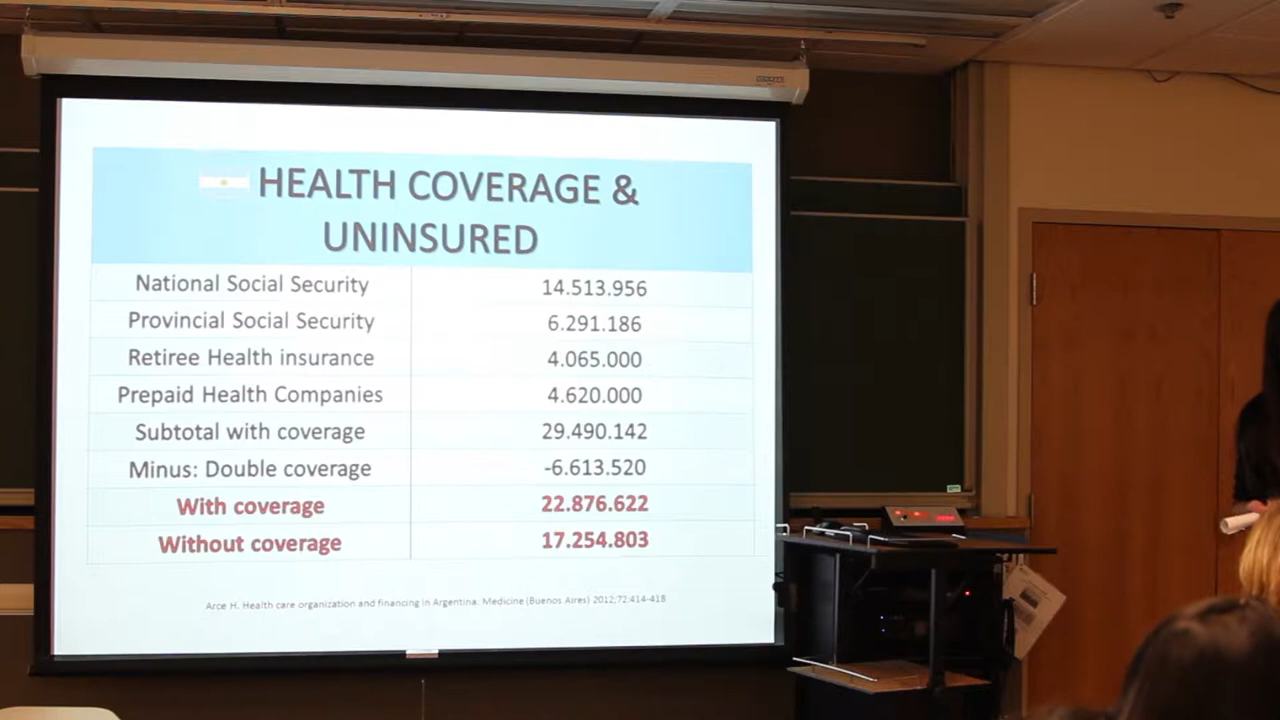 HEALTH COVERAGE &
UNINSURED
National Social Security 14.513.956
Provincial Social Security 6.291.186
Retiree Health insurance 4.065.000
Prepaid Health Companies 4.620.000
Subtotal with coverage 29.490.142
Minus: Double coverage -6.613.520
With coverage 22.876.622
Without coverage 17.254.803
Arce H. Health care organization and financing in Argentina. Medicine (Buenos Aires) 2012;72:414-418